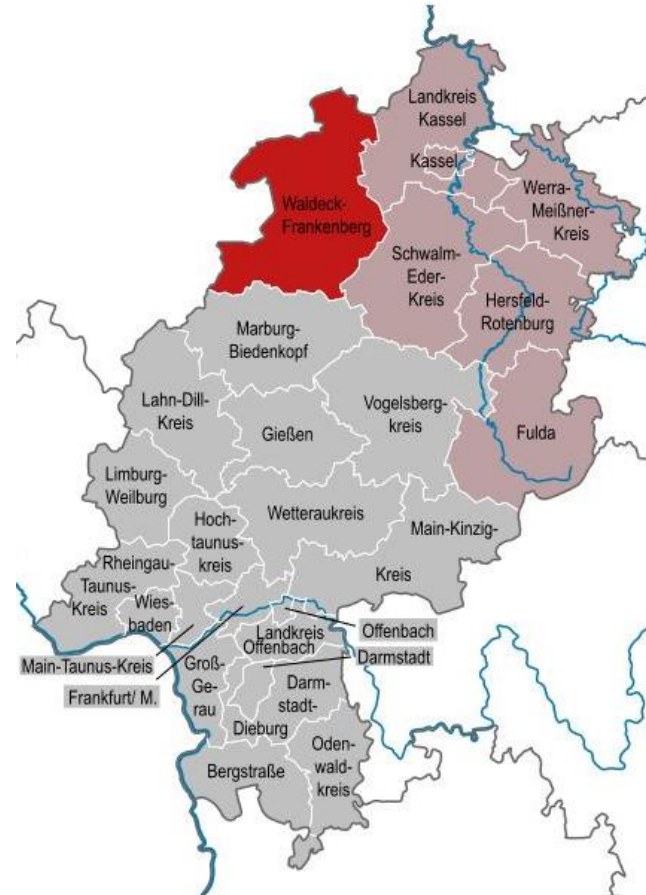 Landkreis
Kassel
Kassel
Waldeck-
Frankenberg
Werra-
Meißner-
Kreis
Schwalm-
Eder-
Kreis
Hersfeld-
Rotenburg
Marburg-
Biedenkopf
Lahn-Dill-
Kreis
Vogelsberg-
kreis
Gießen
Fulda
Limburg-
Weilburg
Hoch-
taunus-
kreis
Wetteraukreis
Main-Kinzig-
Kreis
Rheingau-
Taunus-
Kreis
Wies-
baden
Main-Taunus-Kreis
Frankfurt/ M.
Landkreis
Offenbach
Offenbach
Darmstadt
Groß-
Ge-
rau
Darm-
stadt-
Dieburg
Oden-
wald-
kreis
Bergstraße